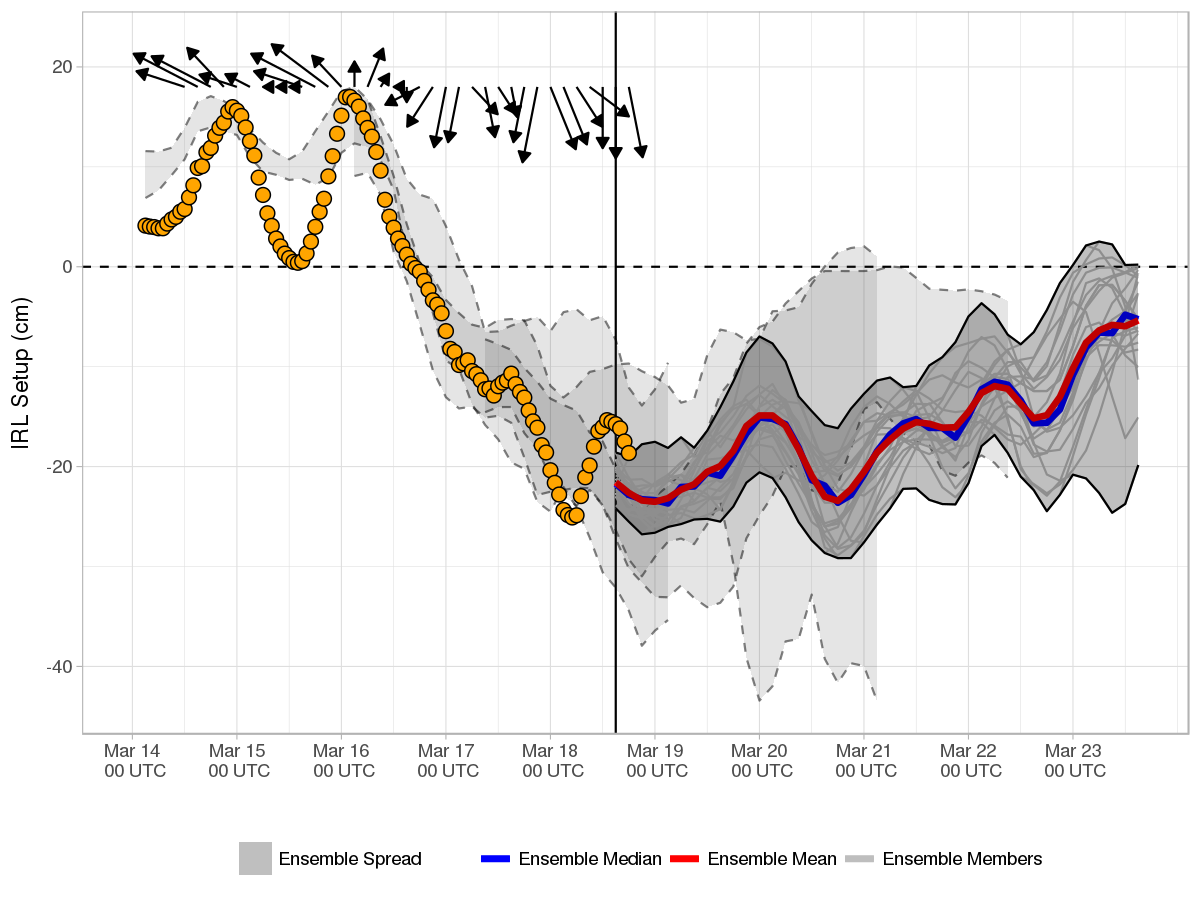 IRL Setup (cm)
20
0
-20
-40
Mar 14 Mar 15 Mar 16 Mar 17 Mar 18 Mar 19 Mar 20 Mar 21 Mar 22 Mar 23
00 UTC 00 UTC 00 UTC 00 UTC 00 UTC 00 UTC 00 UTC 00 UTC 00 UTC 00 UTC
Ensemble Spread Ensemble Median Ensemble Mean Ensemble Members